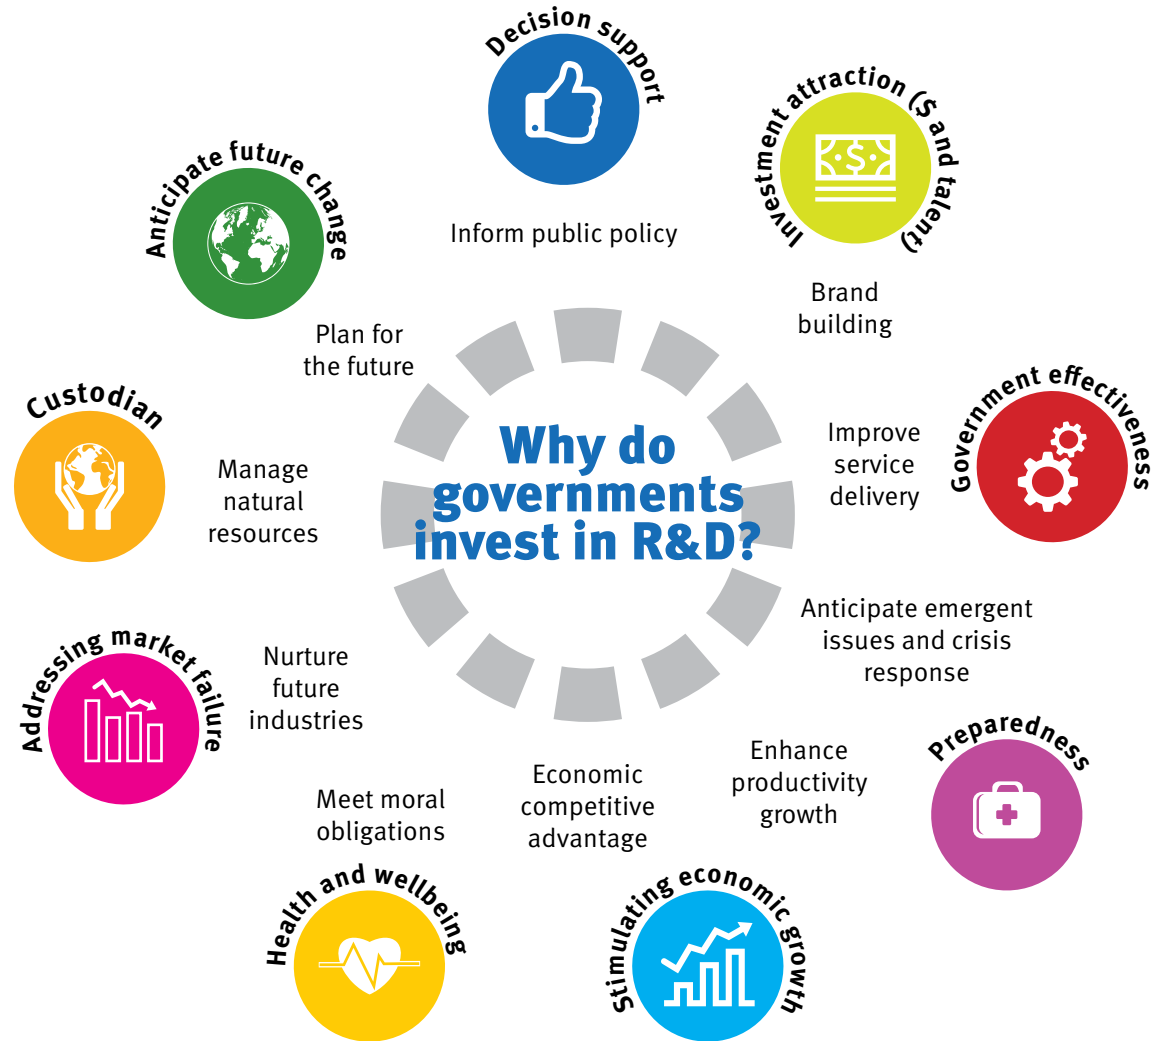 Decision support
Inform public policy
Investment attraction ($ and talent)
Brand
building
Government effectiveness
Improve
service
delivery
Anticipate emergent
issues and crisis
response
Preparedness
Enhance
productivity
growth
Stimulating economic growth
Economic
competitive
advantage
Health and wellbeing
Meet moral
obligations
Addressing market failure
Nurture
future
industries
Custodian
Manage
natural
resources
Anticipate future change
Plan for
the future
Why do
governments
invest in R&D?
$